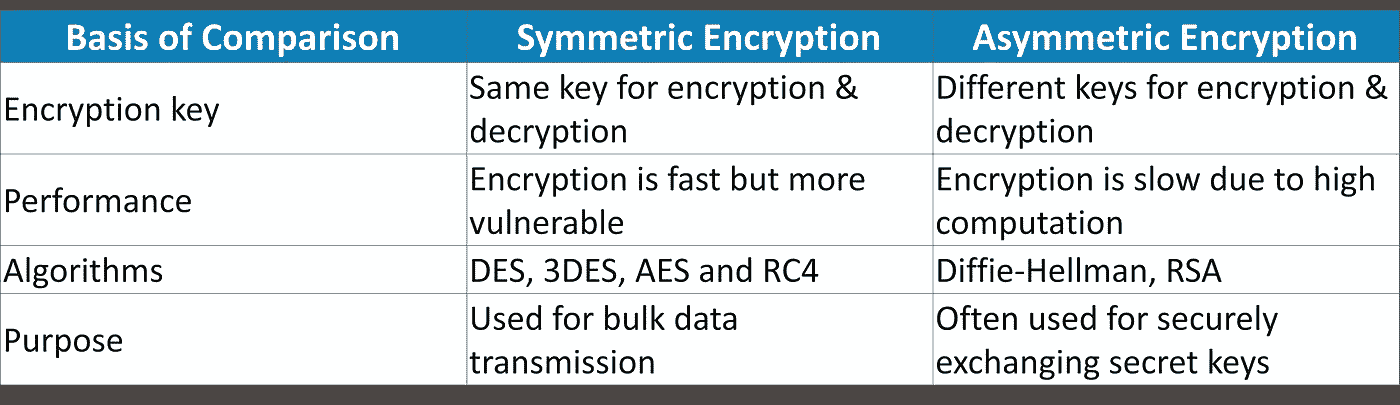 Basis of Comparison
Symmetric Encryption
Asymmetric Encryption
Encryption key
Same key for encryption &
decryption
Different keys for encryption &
decryption
Performance
Encryption is fast but more
vulnerable
Encryption is slow due to high
computation
Algorithms
DES, 3DES, AES and RC4
Diffie-Hellman, RSA
Purpose
Used for bulk data
transmission
Often used for securely
exchanging secret keys